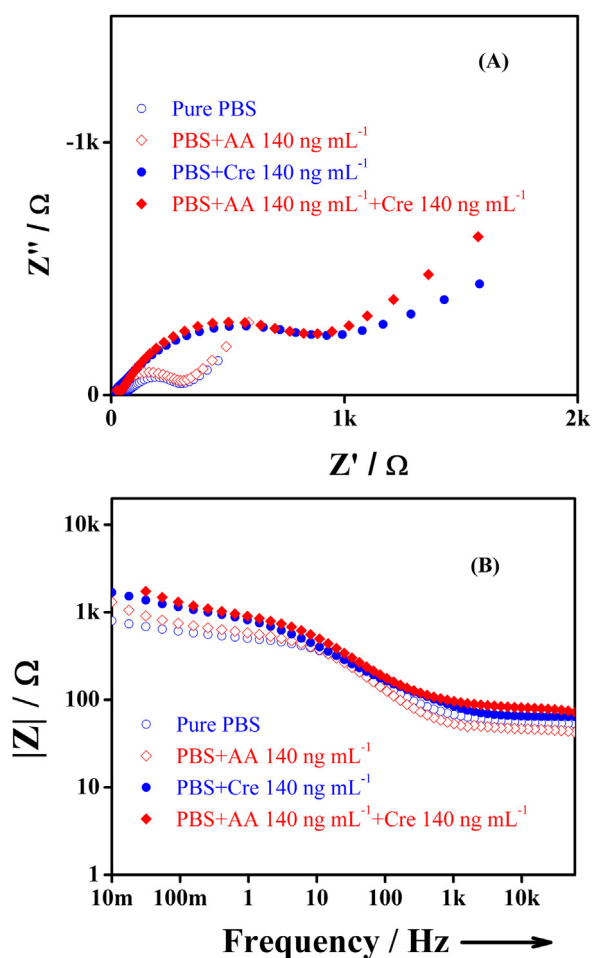 (A)
Pure PBS
PBS+AA 140 ng mL⁻¹
PBS+Cre 140 ng mL⁻¹
PBS+AA 140 ng mL⁻¹+Cre 140 ng mL⁻¹
-1k
0
Z'' / Ω
0 1k 2k
Z' / Ω
(B)
10k
1k
100
10
1
|Z| / Ω
Pure PBS
PBS+AA 140 ng mL⁻¹
PBS+Cre 140 ng mL⁻¹
PBS+AA 140 ng mL⁻¹+Cre 140 ng mL⁻¹
10m 100m 1 10 100 1k 10k
Frequency / Hz